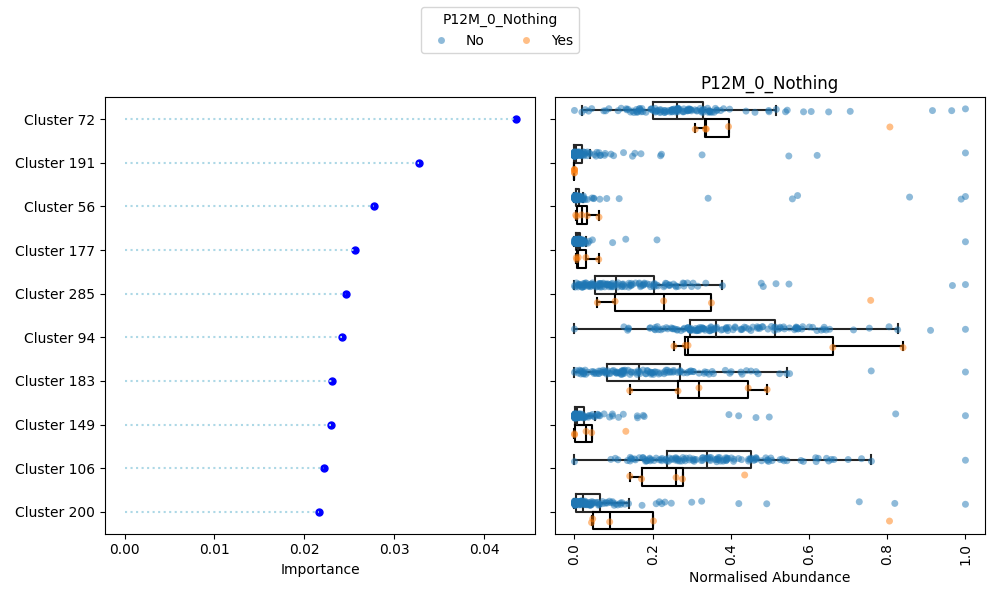 P12M_0_Nothing
No Yes
P12M_0_Nothing
Cluster 72
Cluster 191
Cluster 56
Cluster 177
Cluster 285
Cluster 94
Cluster 183
Cluster 149
Cluster 106
Cluster 200
0.00 0.01 0.02 0.03 0.04
Importance
0.0 0.2 0.4 0.6 0.8 1.0
Normalised Abundance